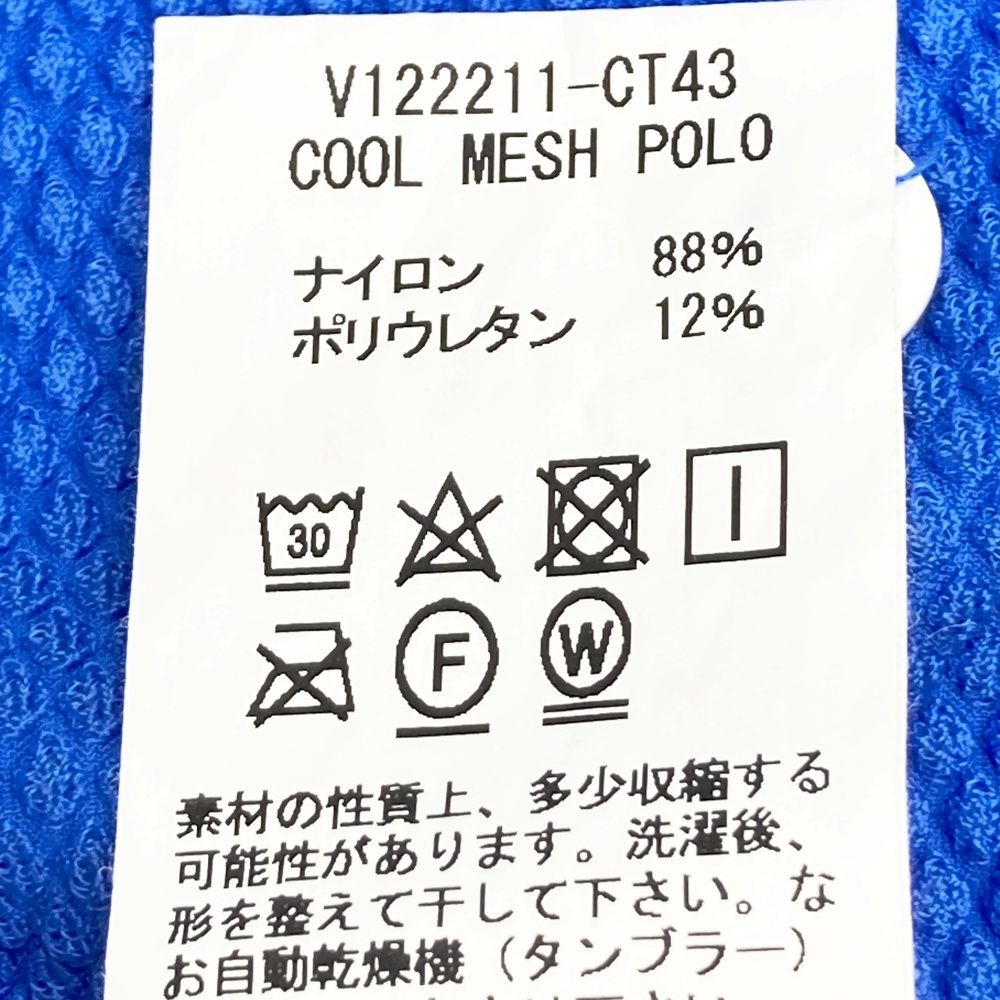 V122211-CT43
COOL MESH POLO
ナイロン 88%
ポリウレタン 12%
30
F
W
素材の性質上、多少収縮する
可能性があります。洗濯後、
形を整えて干して下さい。な
お自動乾燥機（タンブラー）